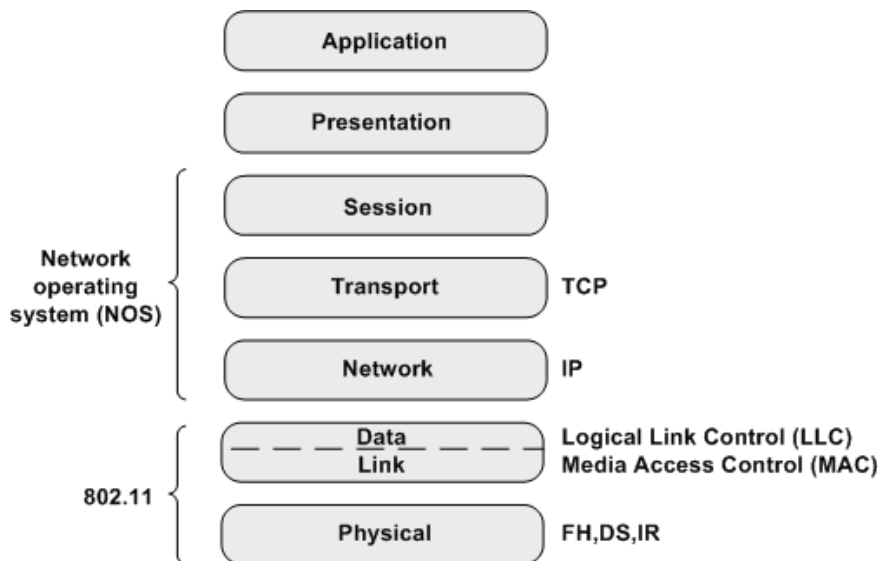 Application
Presentation
Session
Network
operating
system (NOS)
Transport
TCP
Network
IP
Data
Link
Logical Link Control (LLC)
Media Access Control (MAC)
802.11
Physical
FH,DS,IR